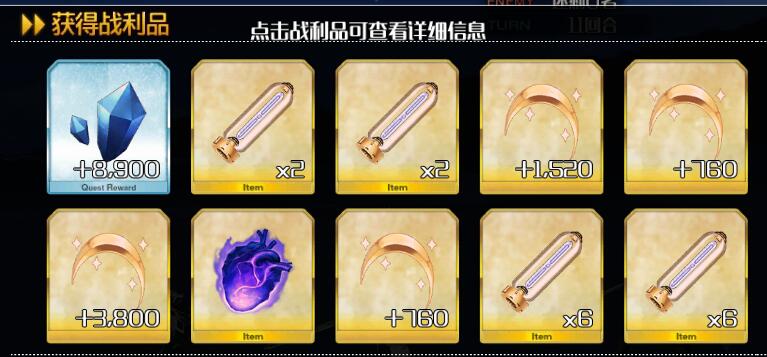 ENEMY
TURN 11回合
获得战利品
点击战利品可查看详细信息
+8,900
x2
x2
+1,520
+760
Quest Reward
Item
Item
+3,800
+760
x6
x6
Item
Item
Item